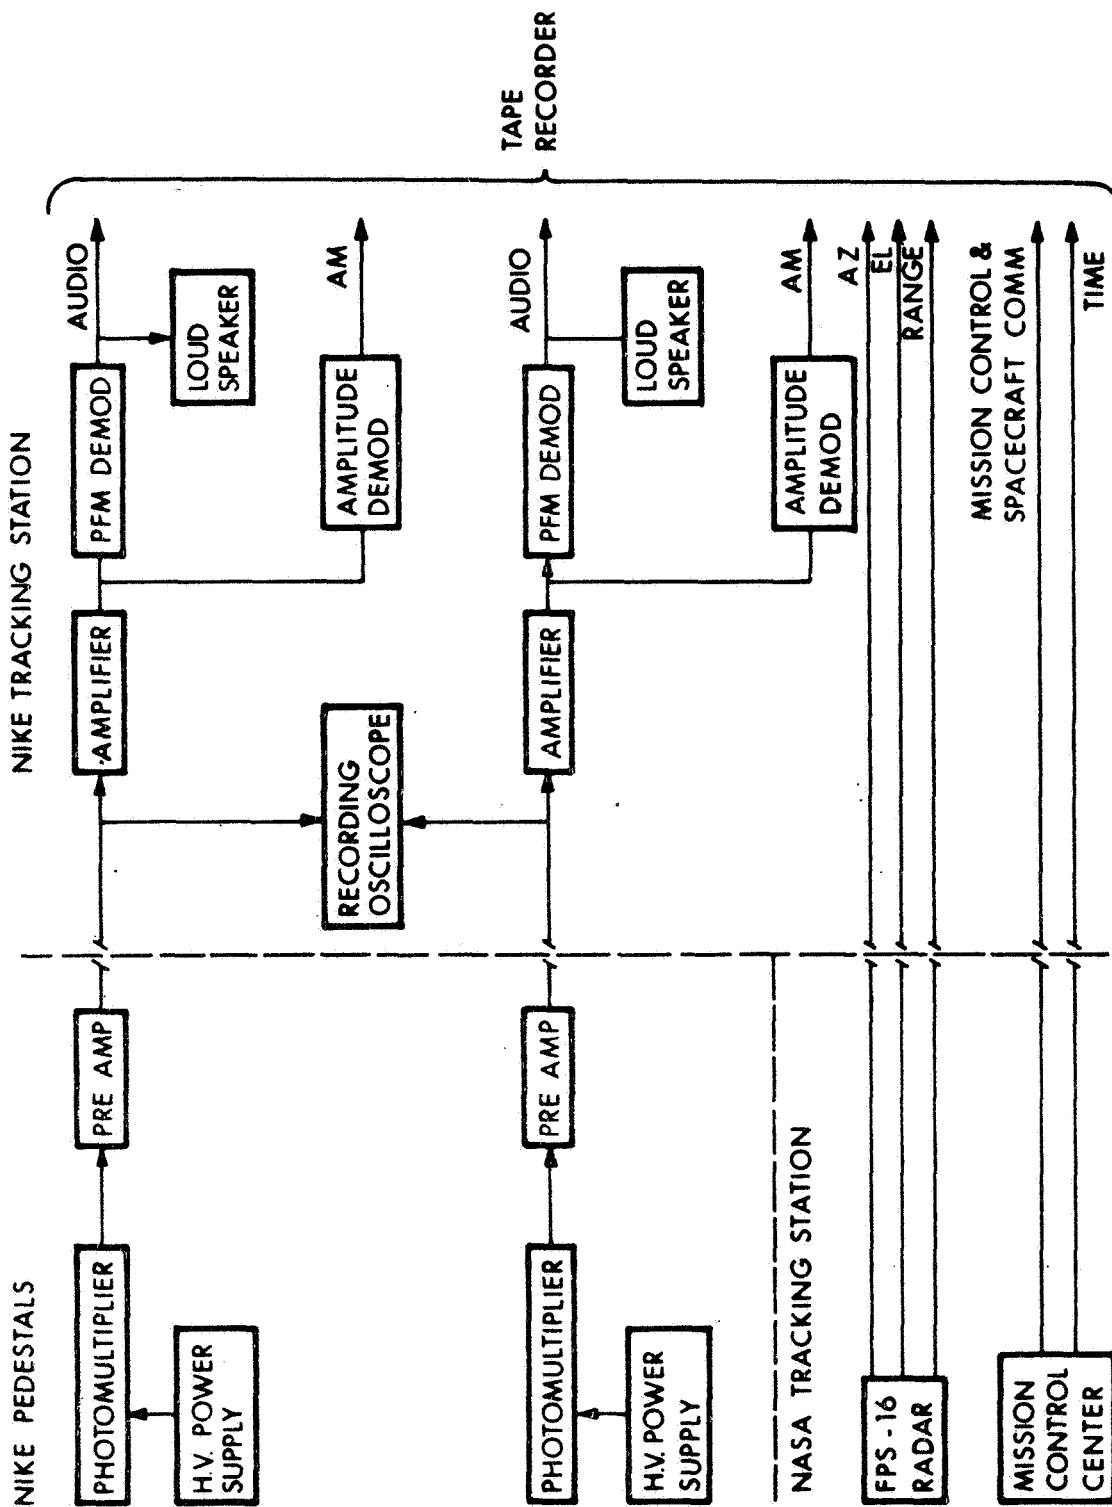 NIKE PEDESTALS
NIKE TRACKING STATION
PHOTOMULTIPLIER
PRE AMP
AMPLIFIER
PFM DEMOD
AUDIO
H.V. POWER
SUPPLY
LOUD
SPEAKER
RECORDING
OSCILLOSCOPE
AMPLITUDE
DEMOD
AM
TAPE
RECORDER
PHOTOMULTIPLIER
PRE AMP
AMPLIFIER
PFM DEMOD
AUDIO
H.V. POWER
SUPPLY
LOUD
SPEAKER
AMPLITUDE
DEMOD
AM
NASA TRACKING STATION
FPS - 16
RADAR
AZ
EL
RANGE
MISSION CONTROL &
SPACECRAFT COMM
MISSION
CONTROL
CENTER
TIME